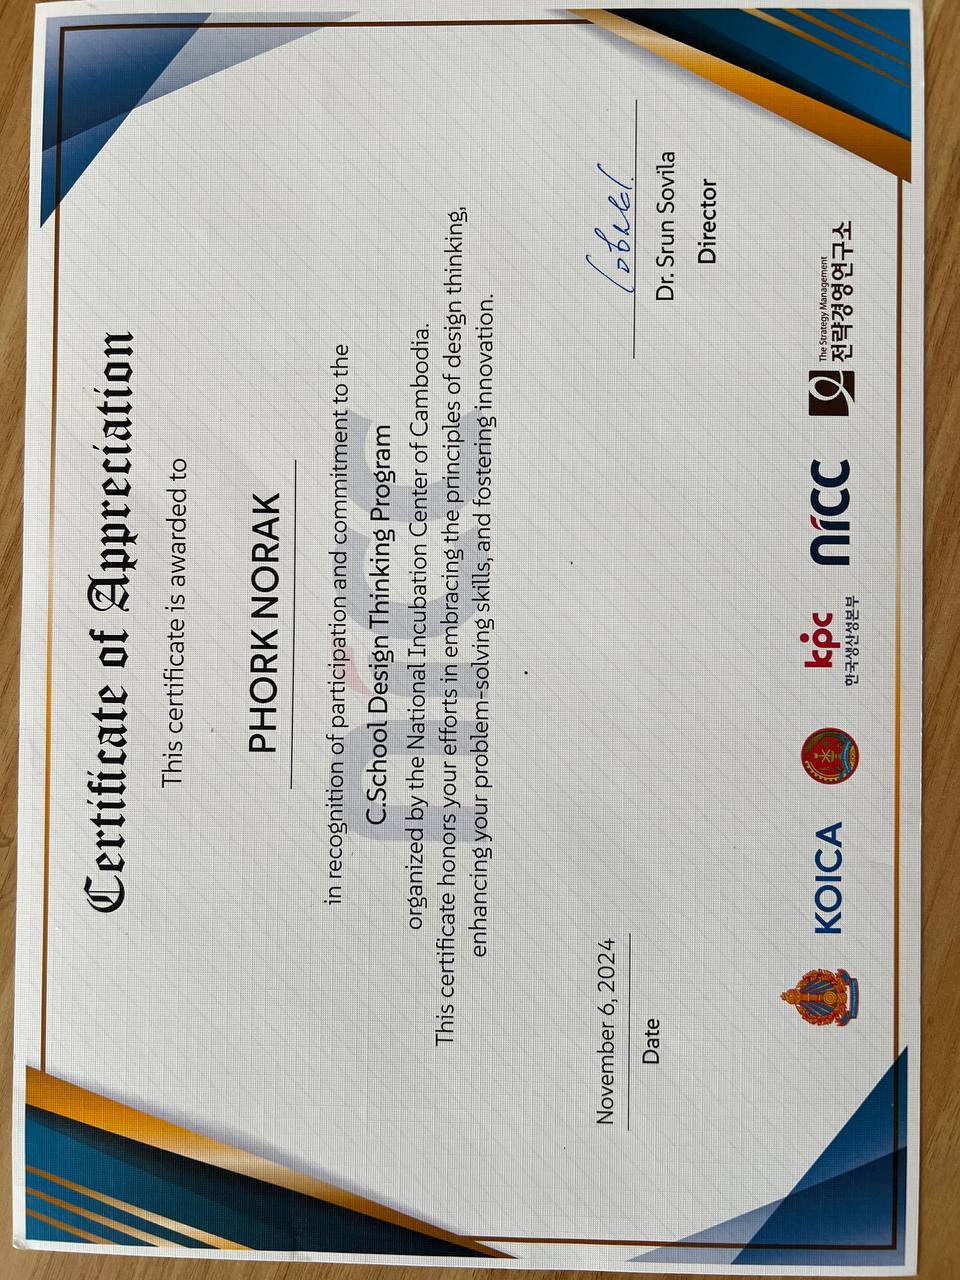 Certificate of Appreciation
This certificate is awarded to
PHORK NORAK
in recognition of participation and commitment to the
C.School Design Thinking Program
organized by the National Incubation Center of Cambodia.
This certificate honors your efforts in embracing the principles of design thinking,
enhancing your problem-solving skills, and fostering innovation.
November 6, 2024
Date
Dr. Srun Sovila
Director
KOICA
kpc
한국생산성본부
nicc
The Strategy Management
전략경영연구소
nicc